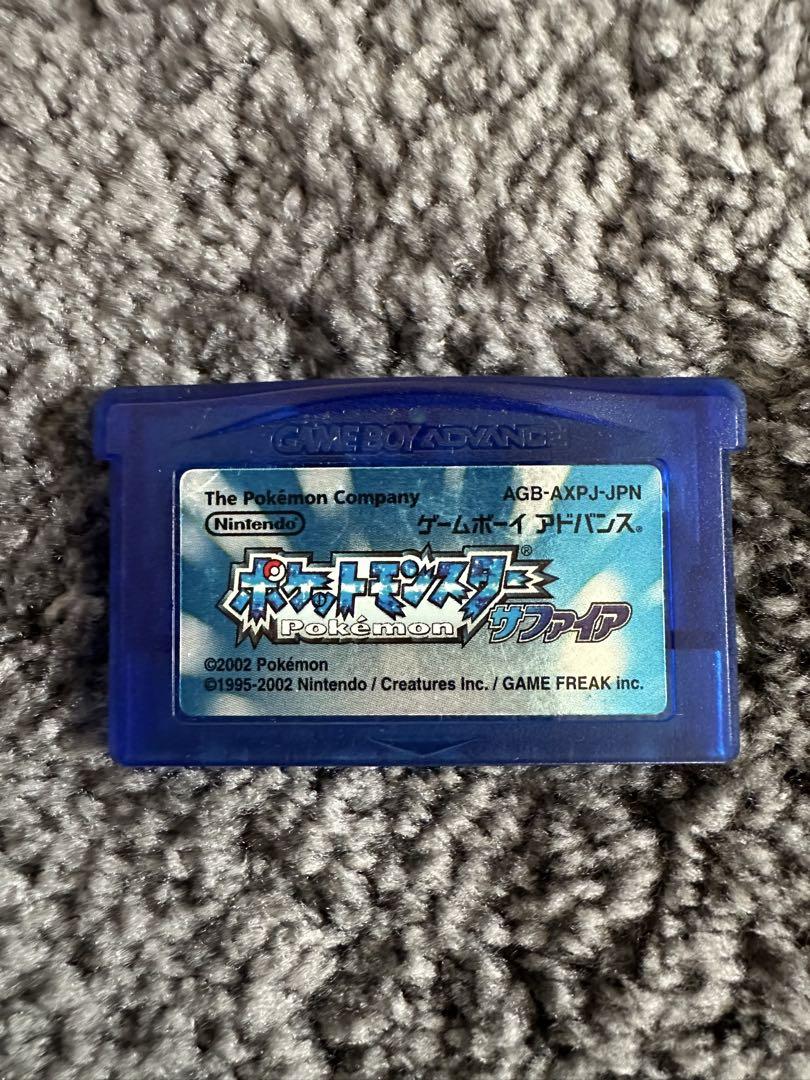 GAME BOY ADVANCE
The Pokémon Company AGB-AXPJ-JPN
Nintendo® ゲームボーイ アドバンス®
ポケットモンスター®
Pokémon サファイア
©2002 Pokémon
©1995-2002 Nintendo / Creatures Inc. / GAME FREAK inc.